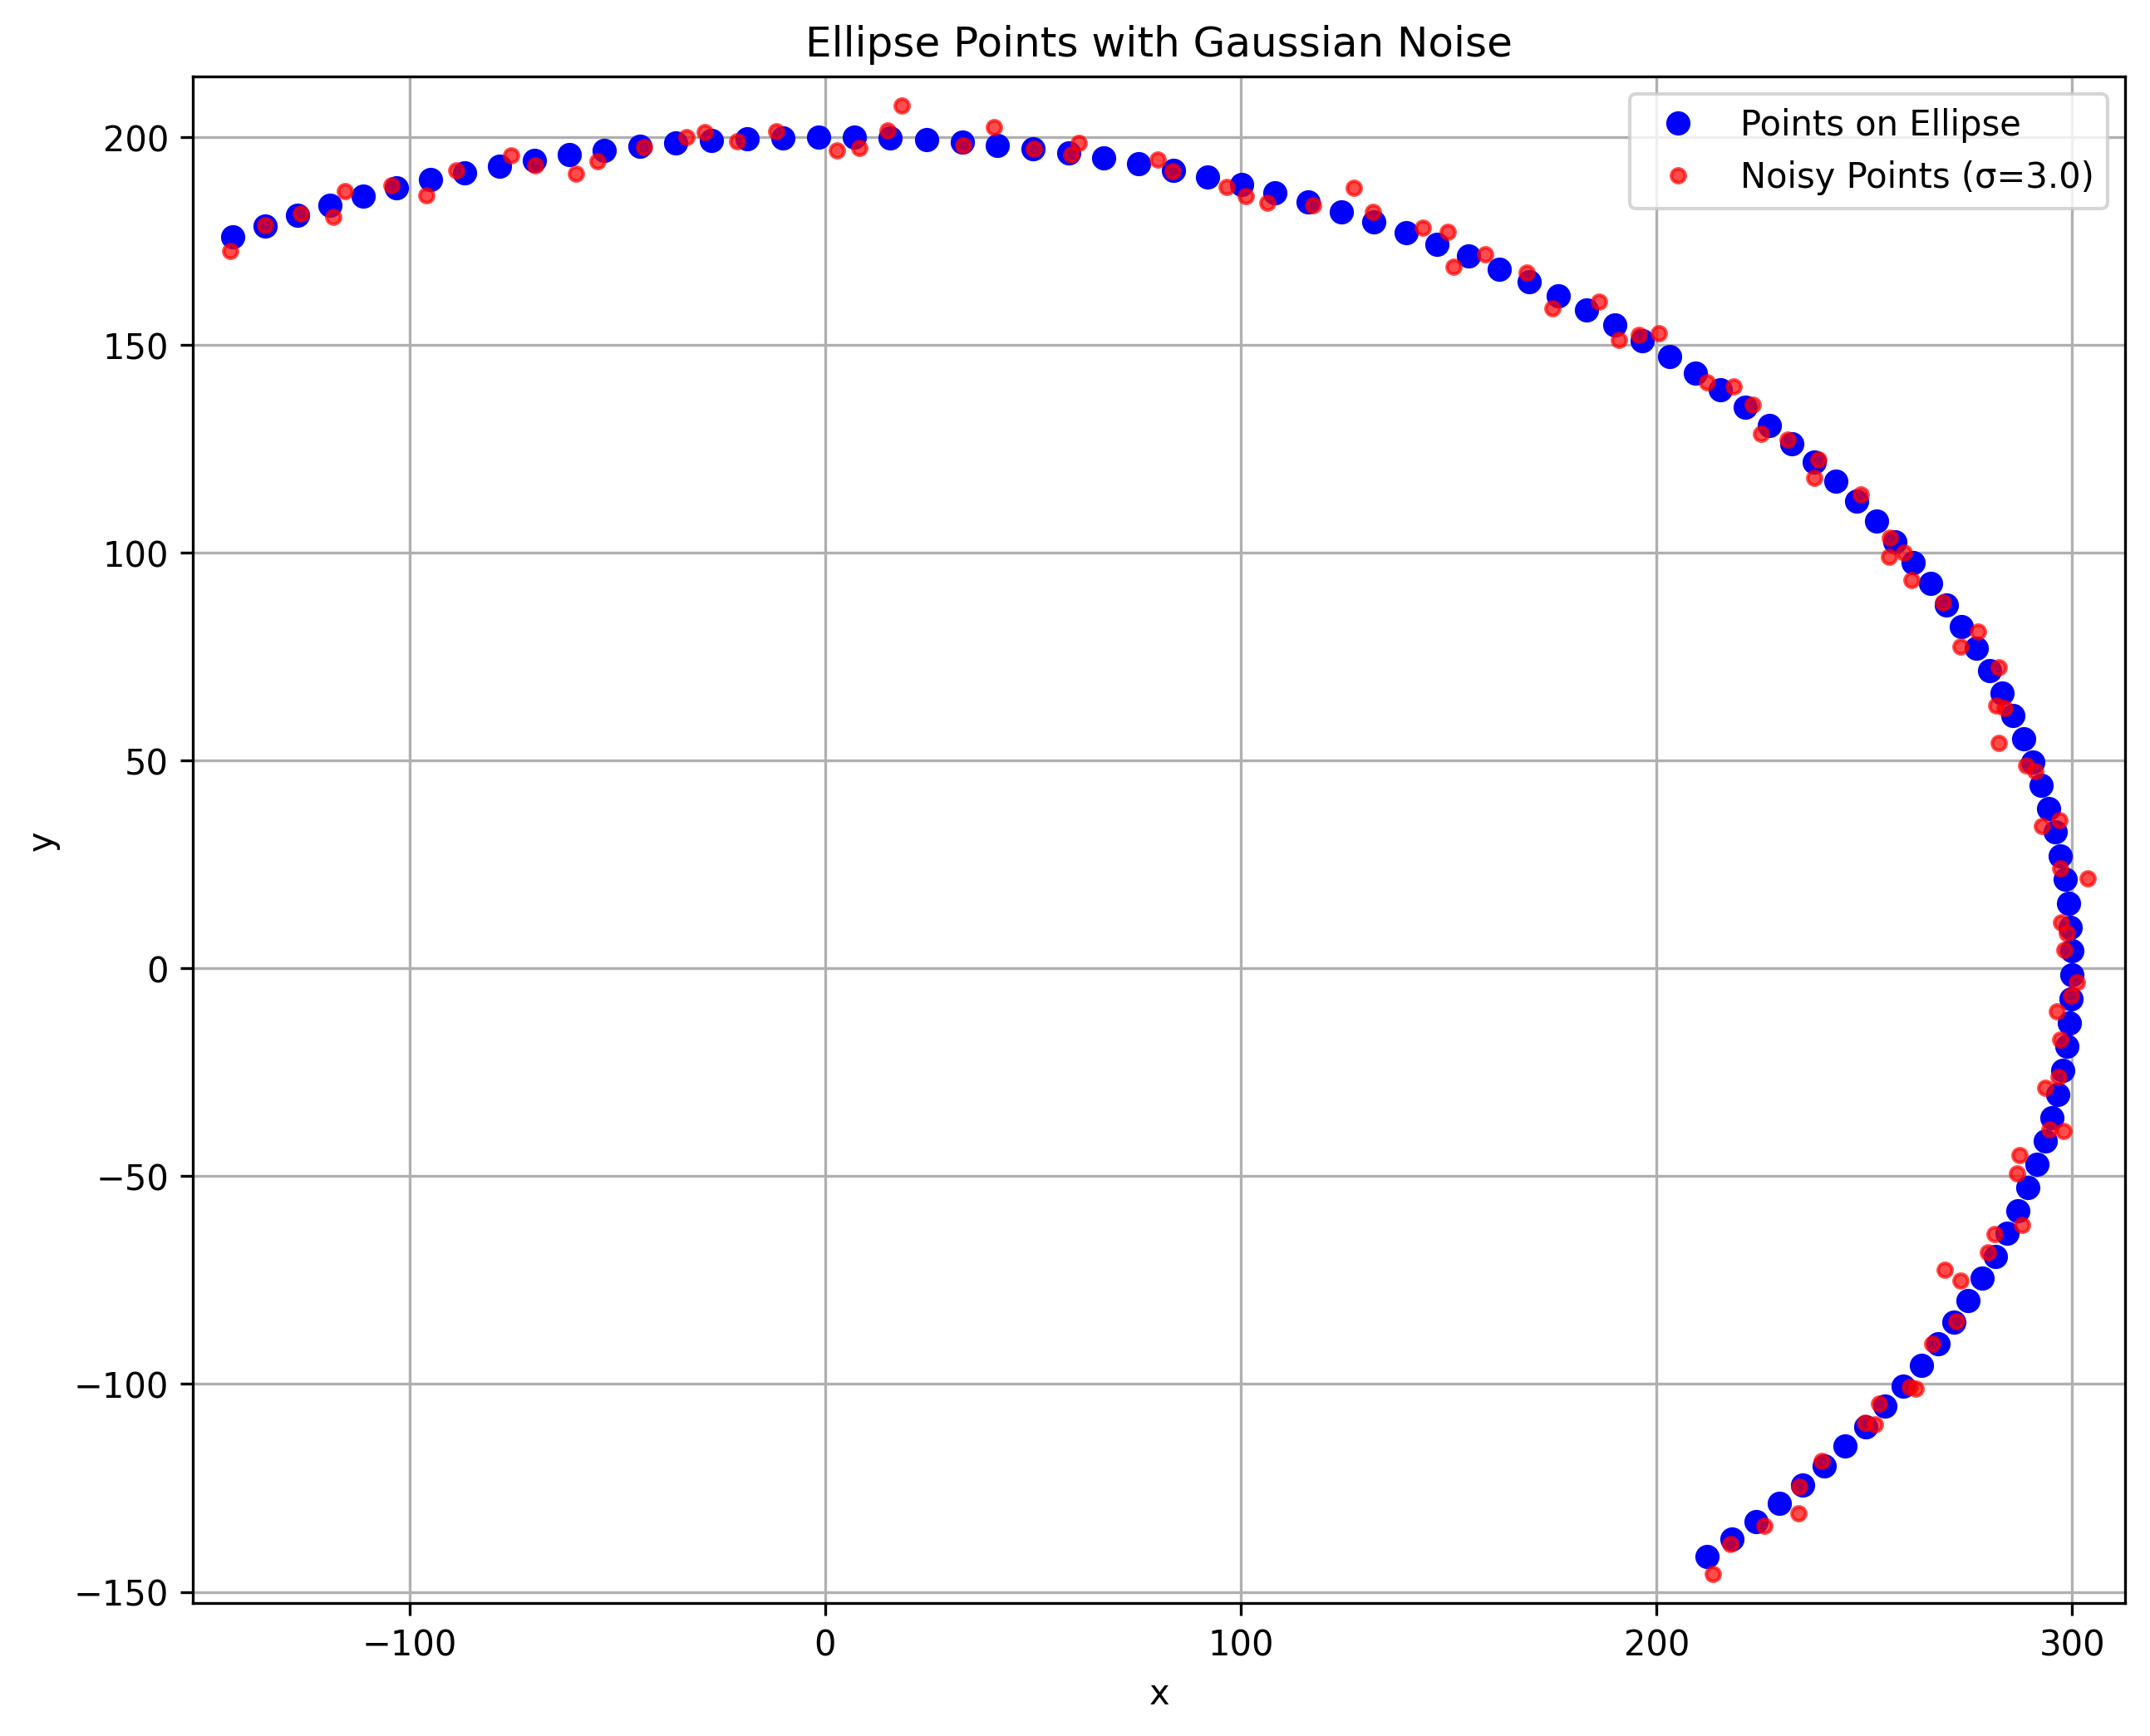 Ellipse Points with Gaussian Noise
Points on Ellipse
Noisy Points (σ=3.0)
200
150
100
50
0
−50
−100
−150
y
−100 0 100 200 300
x